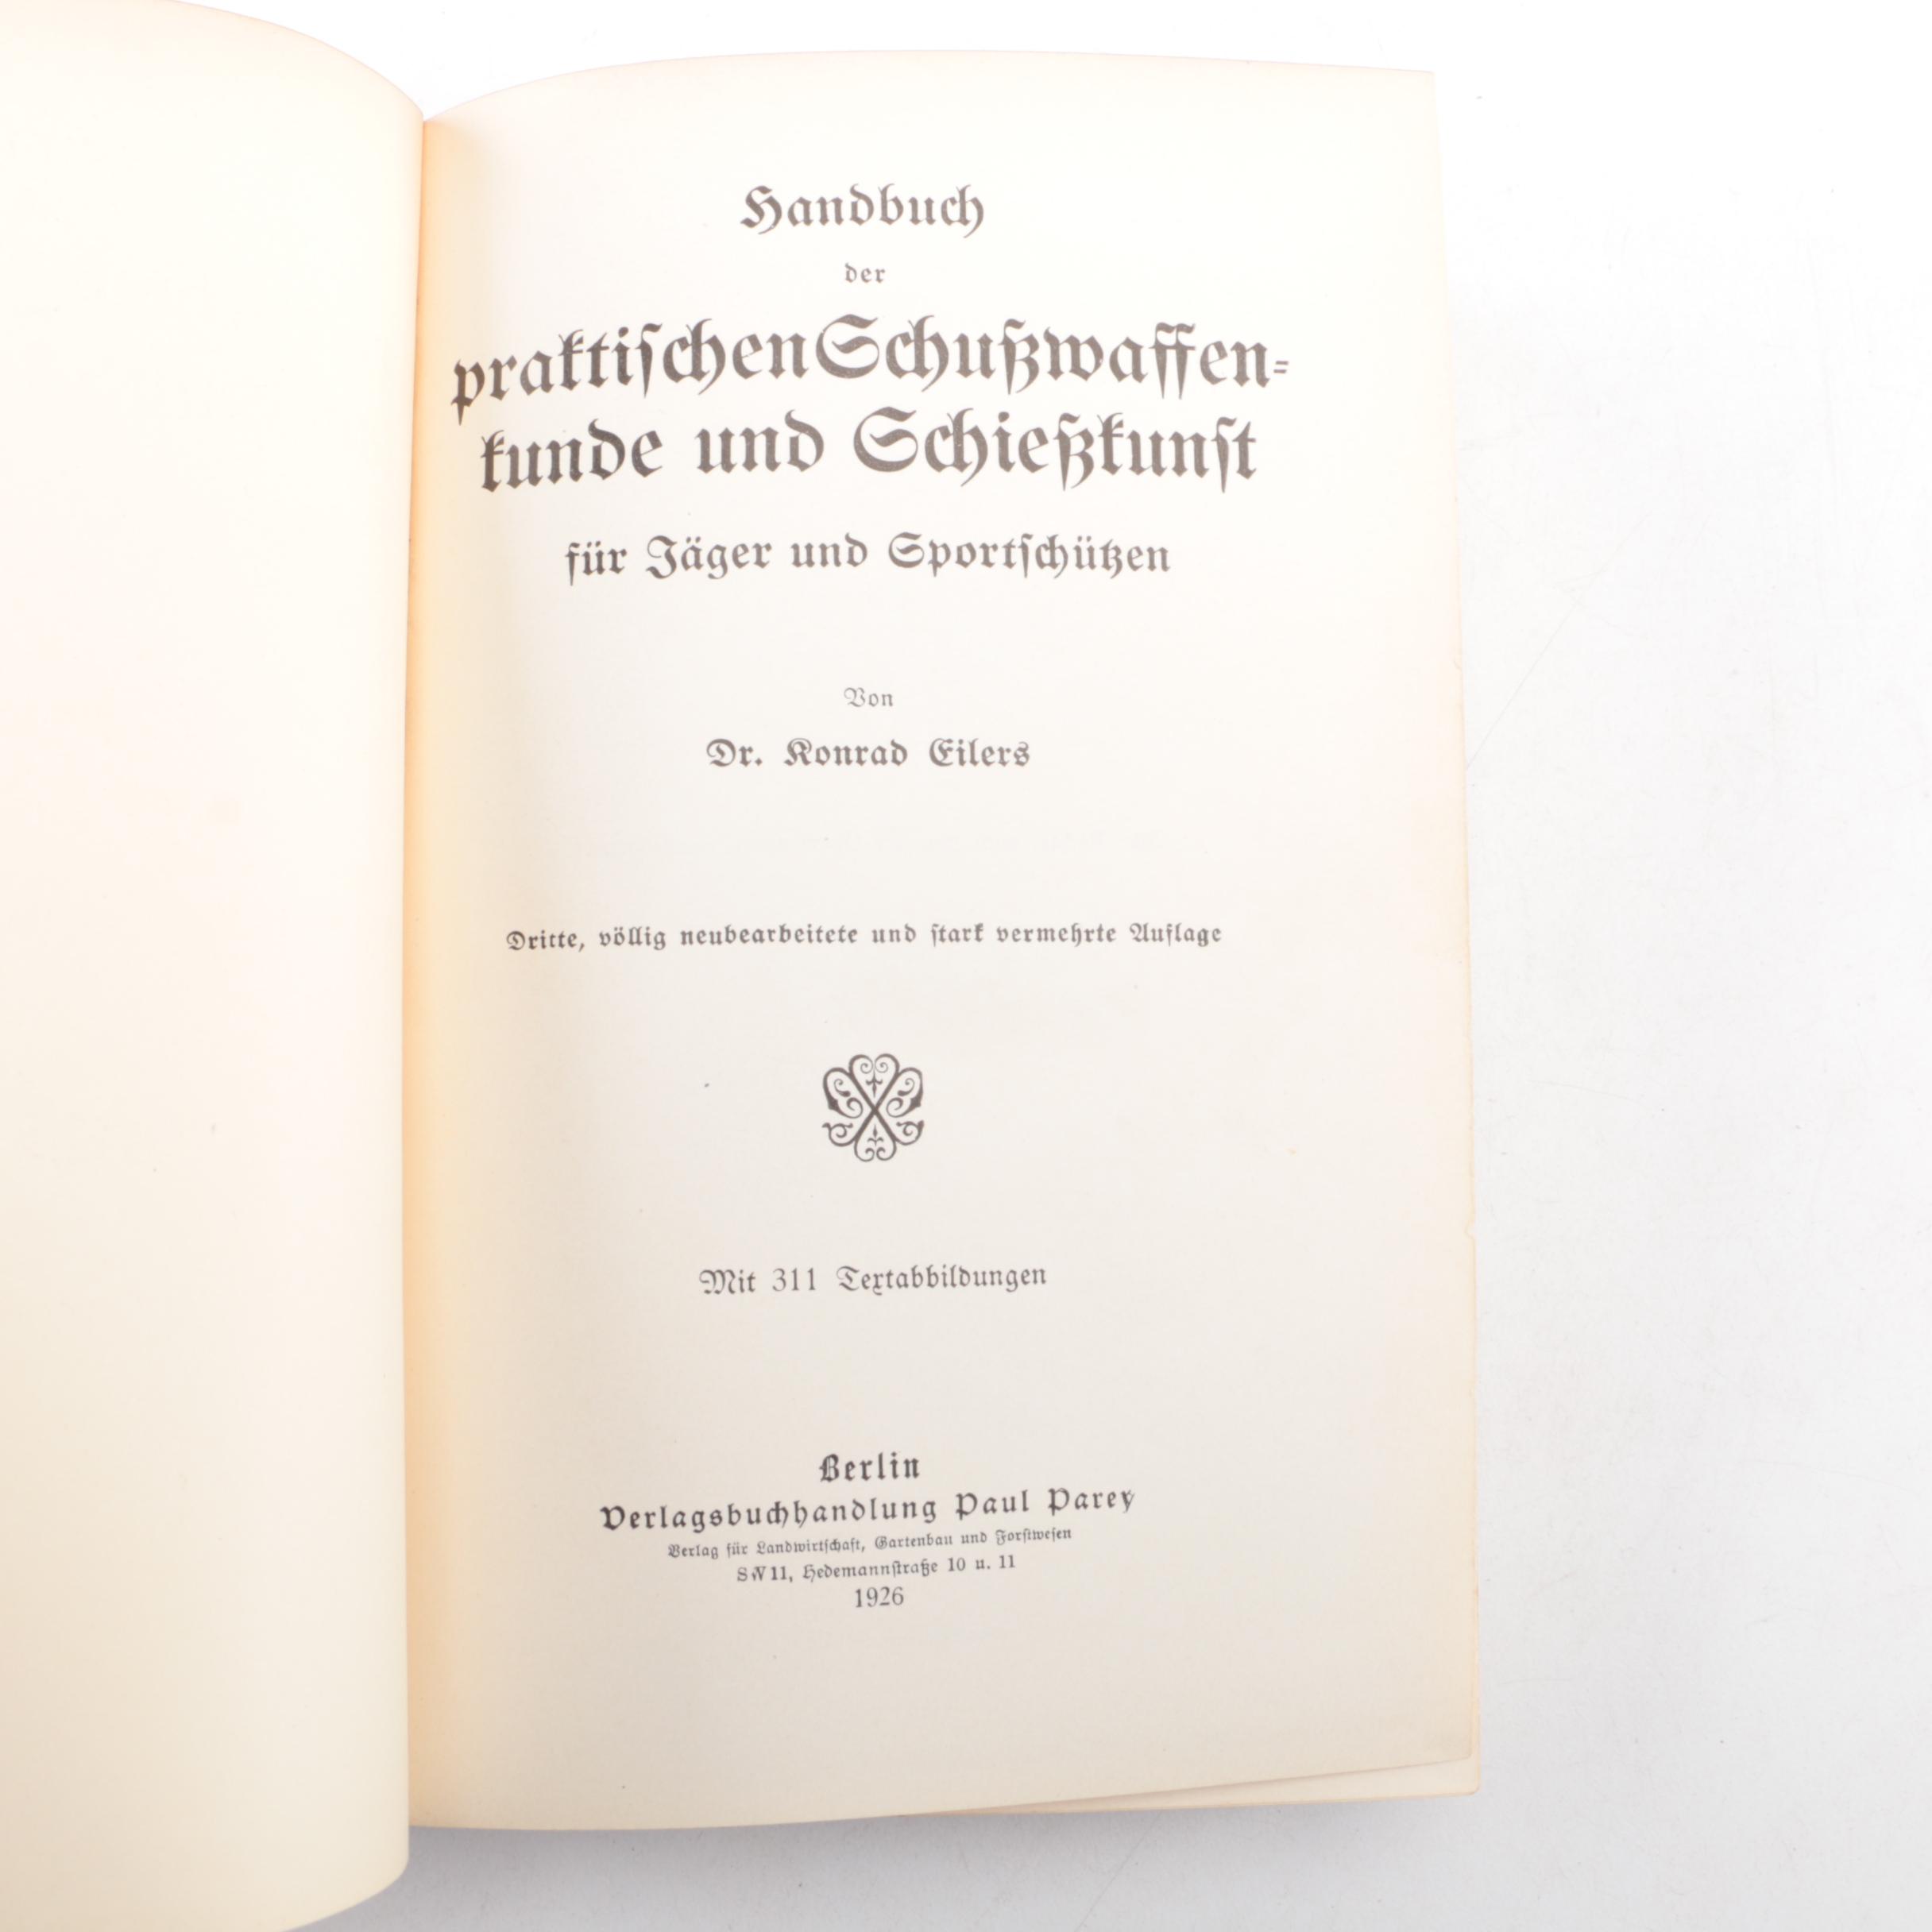 Handbuch
der
praktischen Schußwaffen-
kunde und Schießkunst
für Jäger und Sportschützen
Von
Dr. Konrad Eilers
Dritte, völlig neubearbeitete und stark vermehrte Auflage
Mit 311 Textabbildungen
Berlin
Verlagsbuchhandlung Paul Parey
Verlag für Landwirtschaft, Gartenbau und Forstwesen
SW 11, Hedemannstraße 10 u. 11
1926